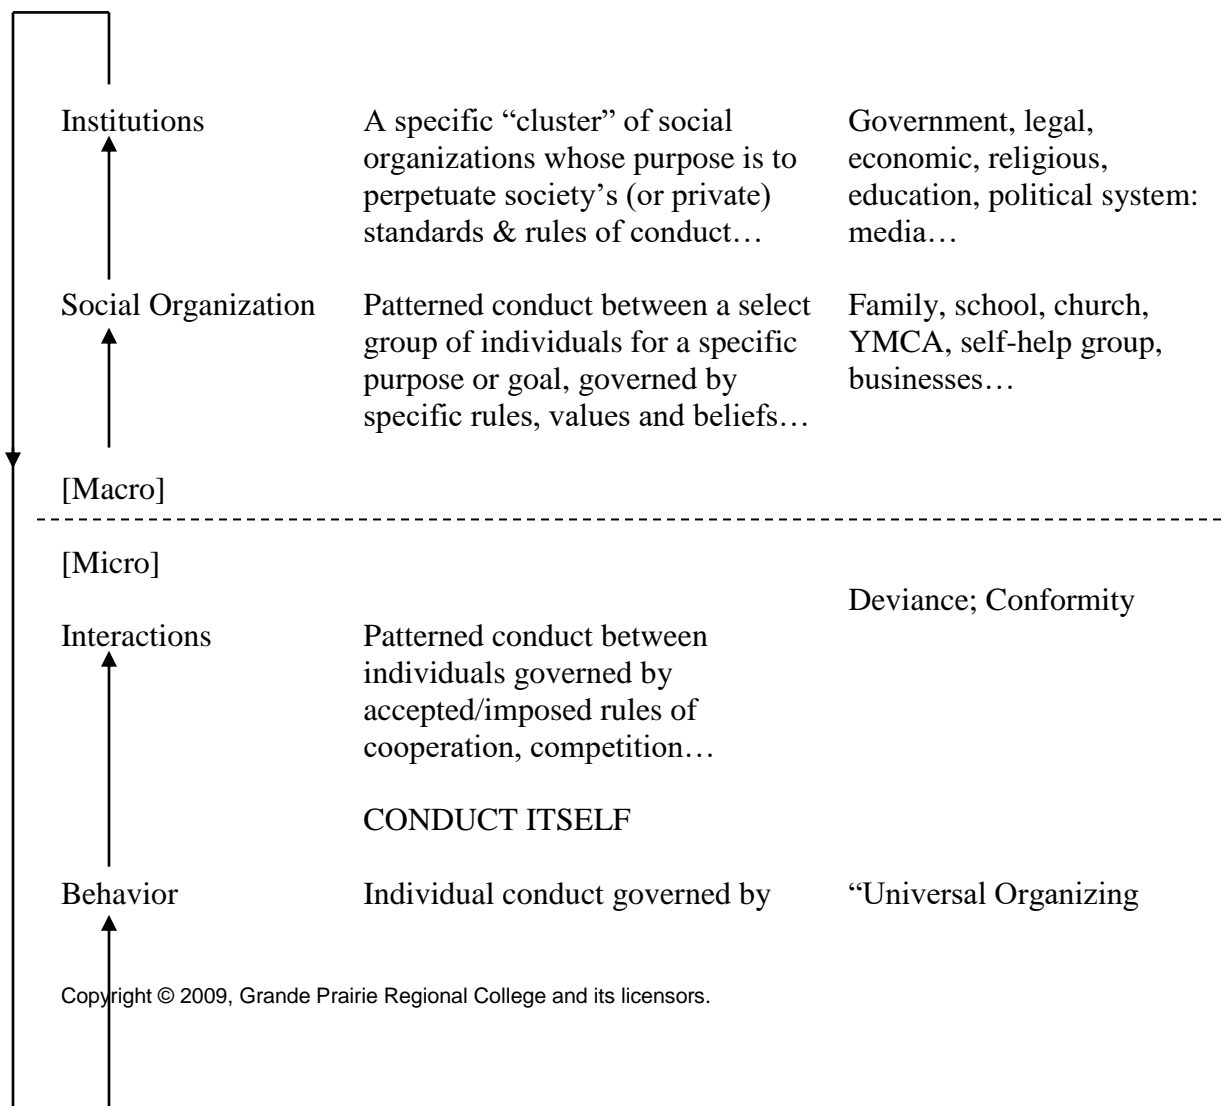 Institutions
A specific “cluster” of social
organizations whose purpose is to
perpetuate society’s (or private)
standards & rules of conduct…
Government, legal,
economic, religious,
education, political system:
media…
Social Organization
Patterned conduct between a select
group of individuals for a specific
purpose or goal, governed by
specific rules, values and beliefs…
Family, school, church,
YMCA, self-help group,
businesses…
[Macro]
[Micro]
Deviance; Conformity
Interactions
Patterned conduct between
individuals governed by
accepted/imposed rules of
cooperation, competition…
CONDUCT ITSELF
Behavior
Individual conduct governed by
“Universal Organizing
Copyright © 2009, Grande Prairie Regional College and its licensors.